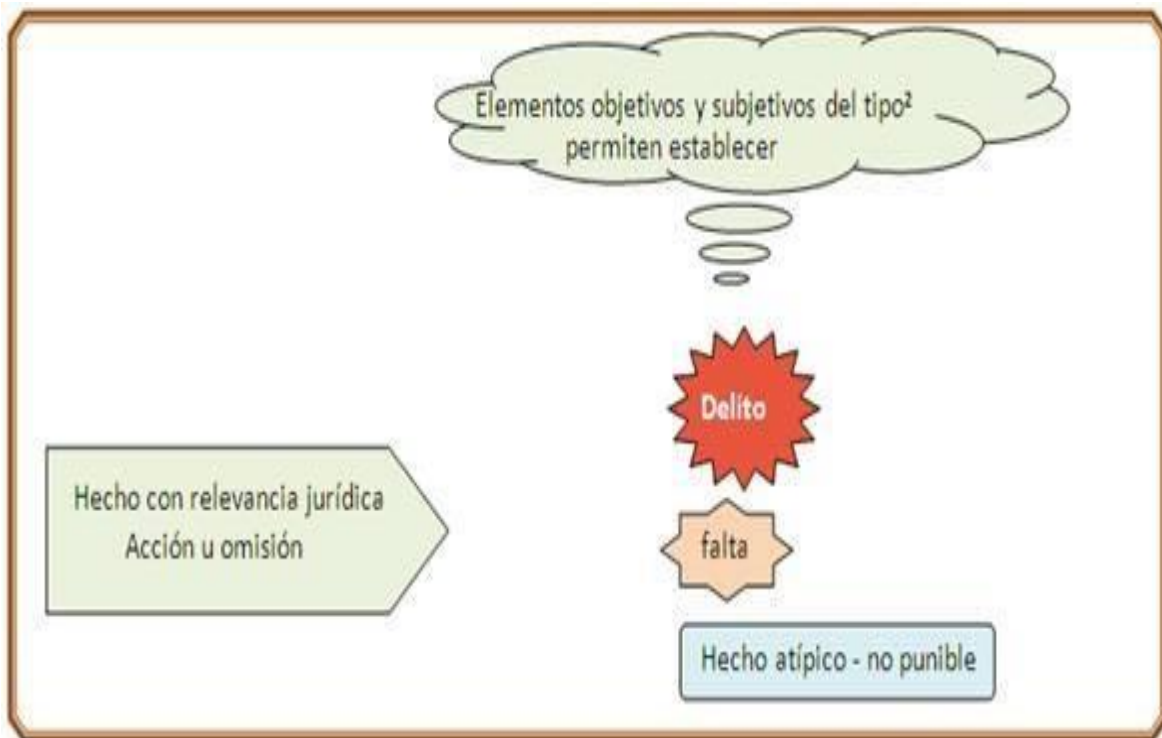 Elementos objetivos y subjetivos del tipo²
permiten establecer
Delito
Hecho con relevancia jurídica
Acción u omisión
falta
Hecho atípico - no punible